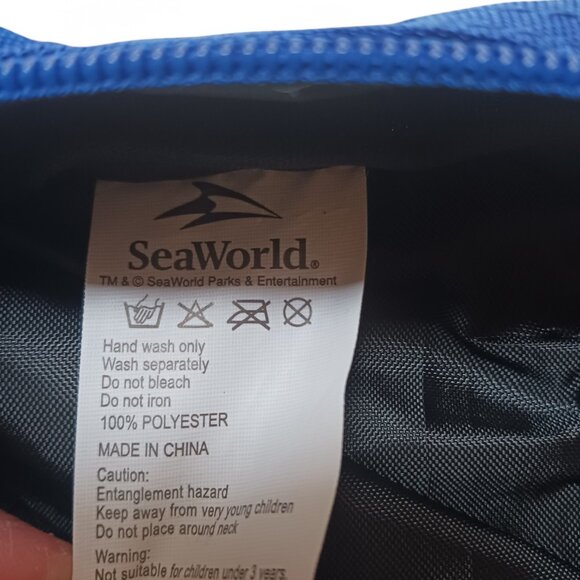 SeaWorld®
TM & © SeaWorld Parks & Entertainment
Hand wash only
Wash separately
Do not bleach
Do not iron
100% POLYESTER
MADE IN CHINA
Caution:
Entanglement hazard
Keep away from very young children
Do not place around neck
Warning:
Not suitable for children under 3 years.